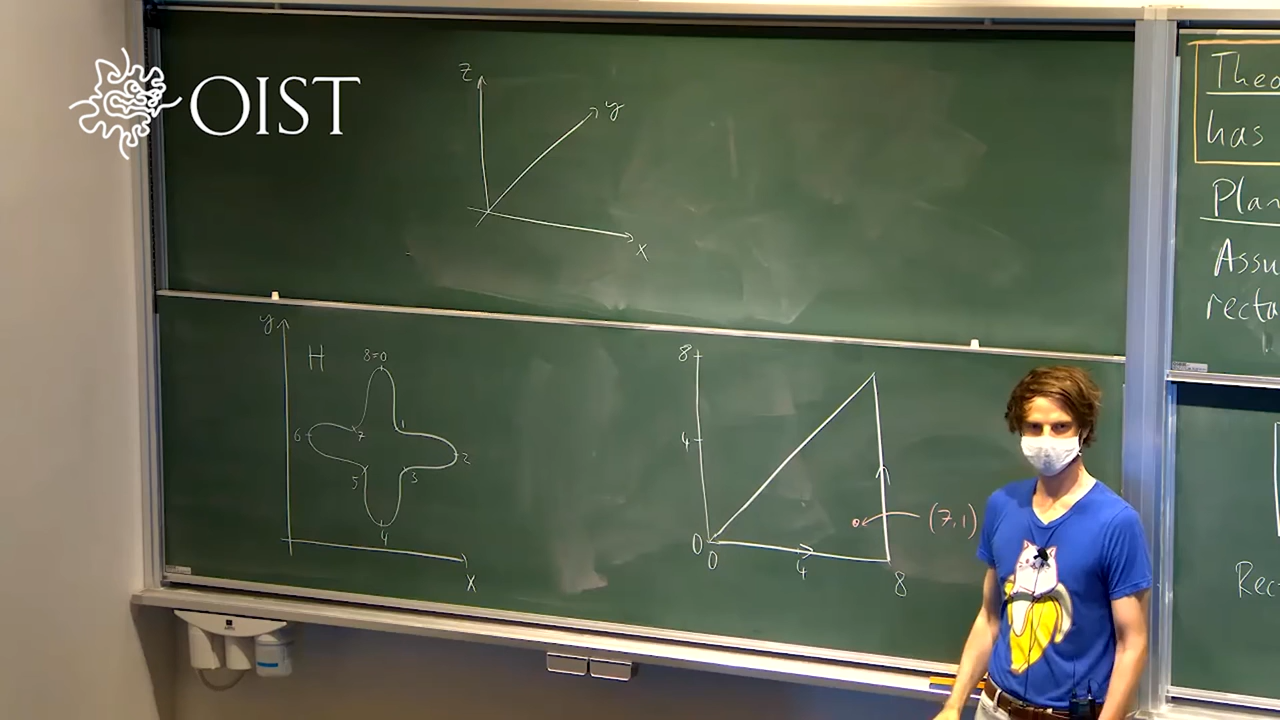 OIST
z
y
x
y
H
8=0
6
7
1
2
5
3
4
x
8
4
0
0
4
8
(7,1)
Theo
has
Plan
Assu
recta
Rec